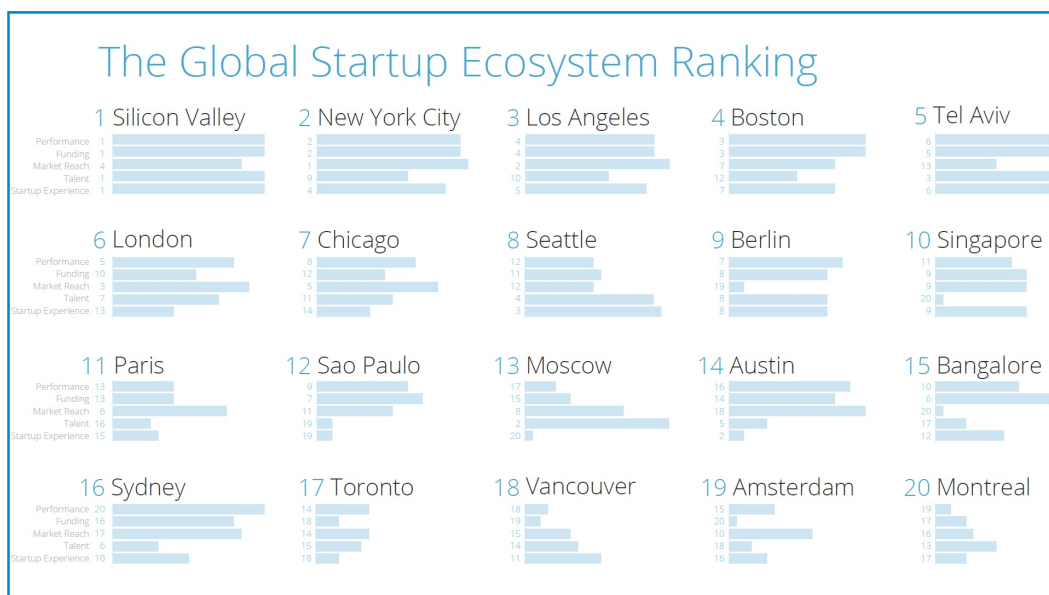 The Global Startup Ecosystem Ranking
1 Silicon Valley
Performance 1
Funding 1
Market Reach 4
Talent 1
Startup Experience 1
2 New York City
2
2
1
9
4
3 Los Angeles
4
4
2
10
5
4 Boston
3
3
7
12
7
5 Tel Aviv
6
5
13
3
6
6 London
Performance 5
Funding 10
Market Reach 3
Talent 7
Startup Experience 13
7 Chicago
8
12
5
11
14
8 Seattle
12
11
12
4
3
9 Berlin
7
8
19
8
8
10 Singapore
11
9
9
20
9
11 Paris
Performance 13
Funding 13
Market Reach 6
Talent 16
Startup Experience 15
12 Sao Paulo
9
7
11
19
19
13 Moscow
17
15
8
2
20
14 Austin
16
14
18
5
2
15 Bangalore
10
6
20
17
12
16 Sydney
Performance 20
Funding 16
Market Reach 17
Talent 6
Startup Experience 10
17 Toronto
14
18
14
15
18
18 Vancouver
18
19
15
14
11
19 Amsterdam
15
20
10
18
16
20 Montreal
19
17
16
13
17